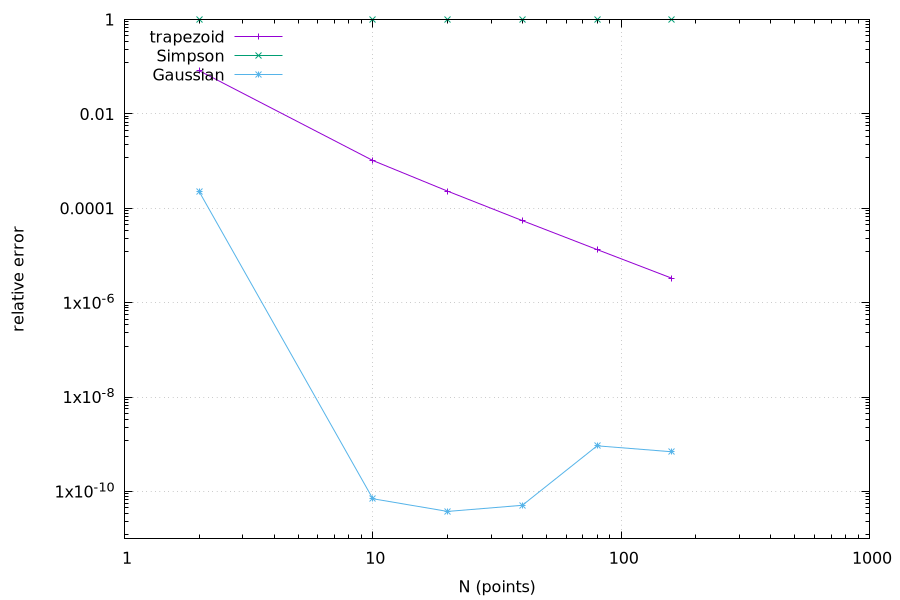 1
0.01
0.0001
1x10-6
1x10-8
1x10-10
trapezoid
Simpson
Gaussian
relative error
1 10 100 1000
N (points)